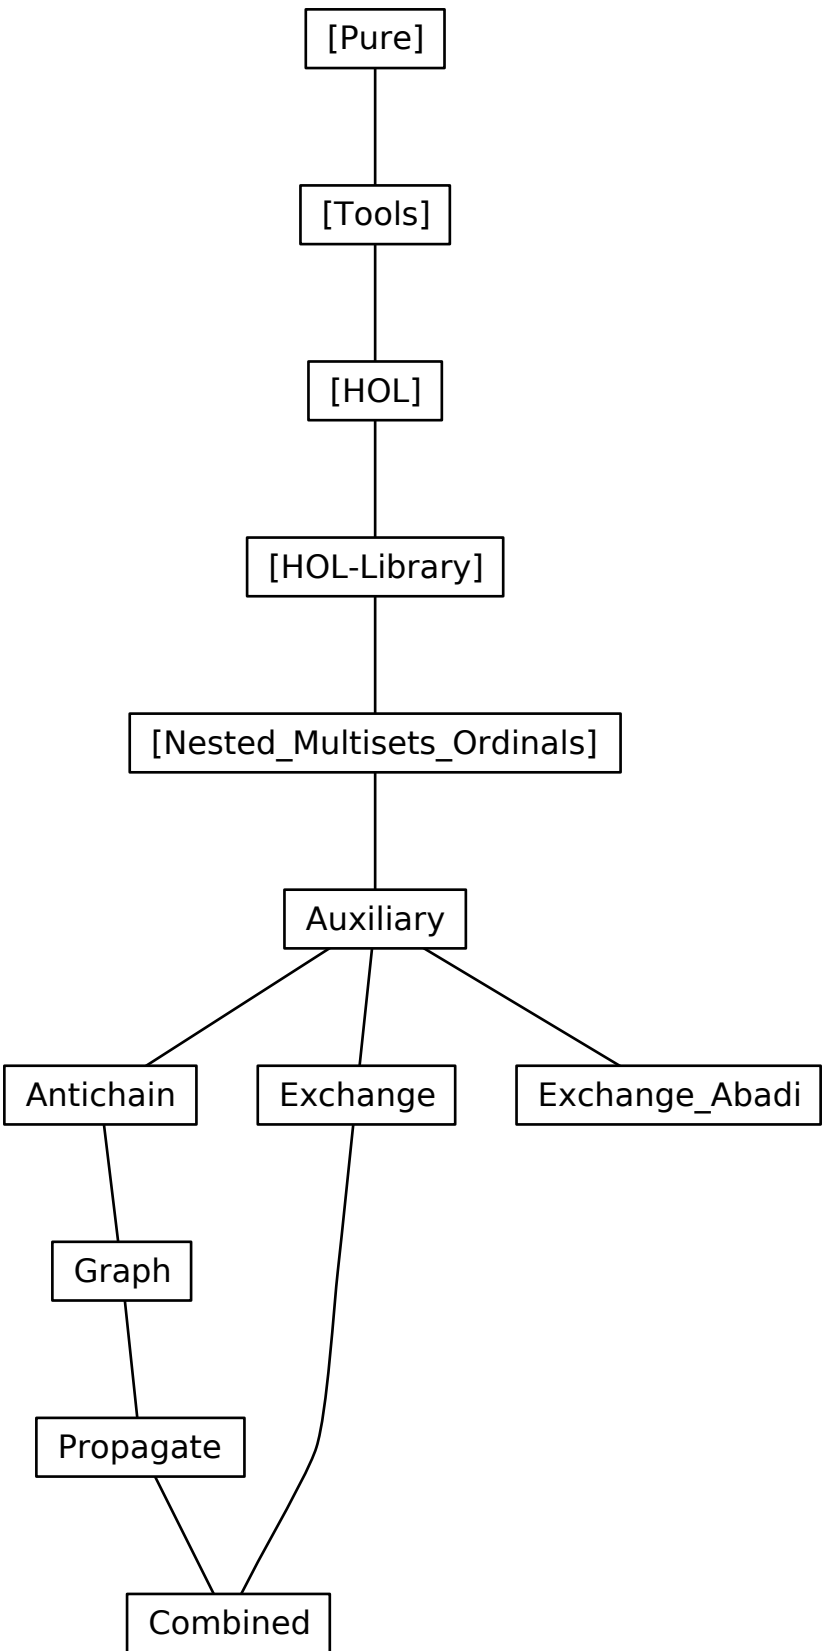 [Pure]
[Tools]
[HOL]
[HOL-Library]
[Nested_Multisets_Ordinals]
Auxiliary
Antichain
Exchange
Exchange_Abadi
Graph
Propagate
Combined